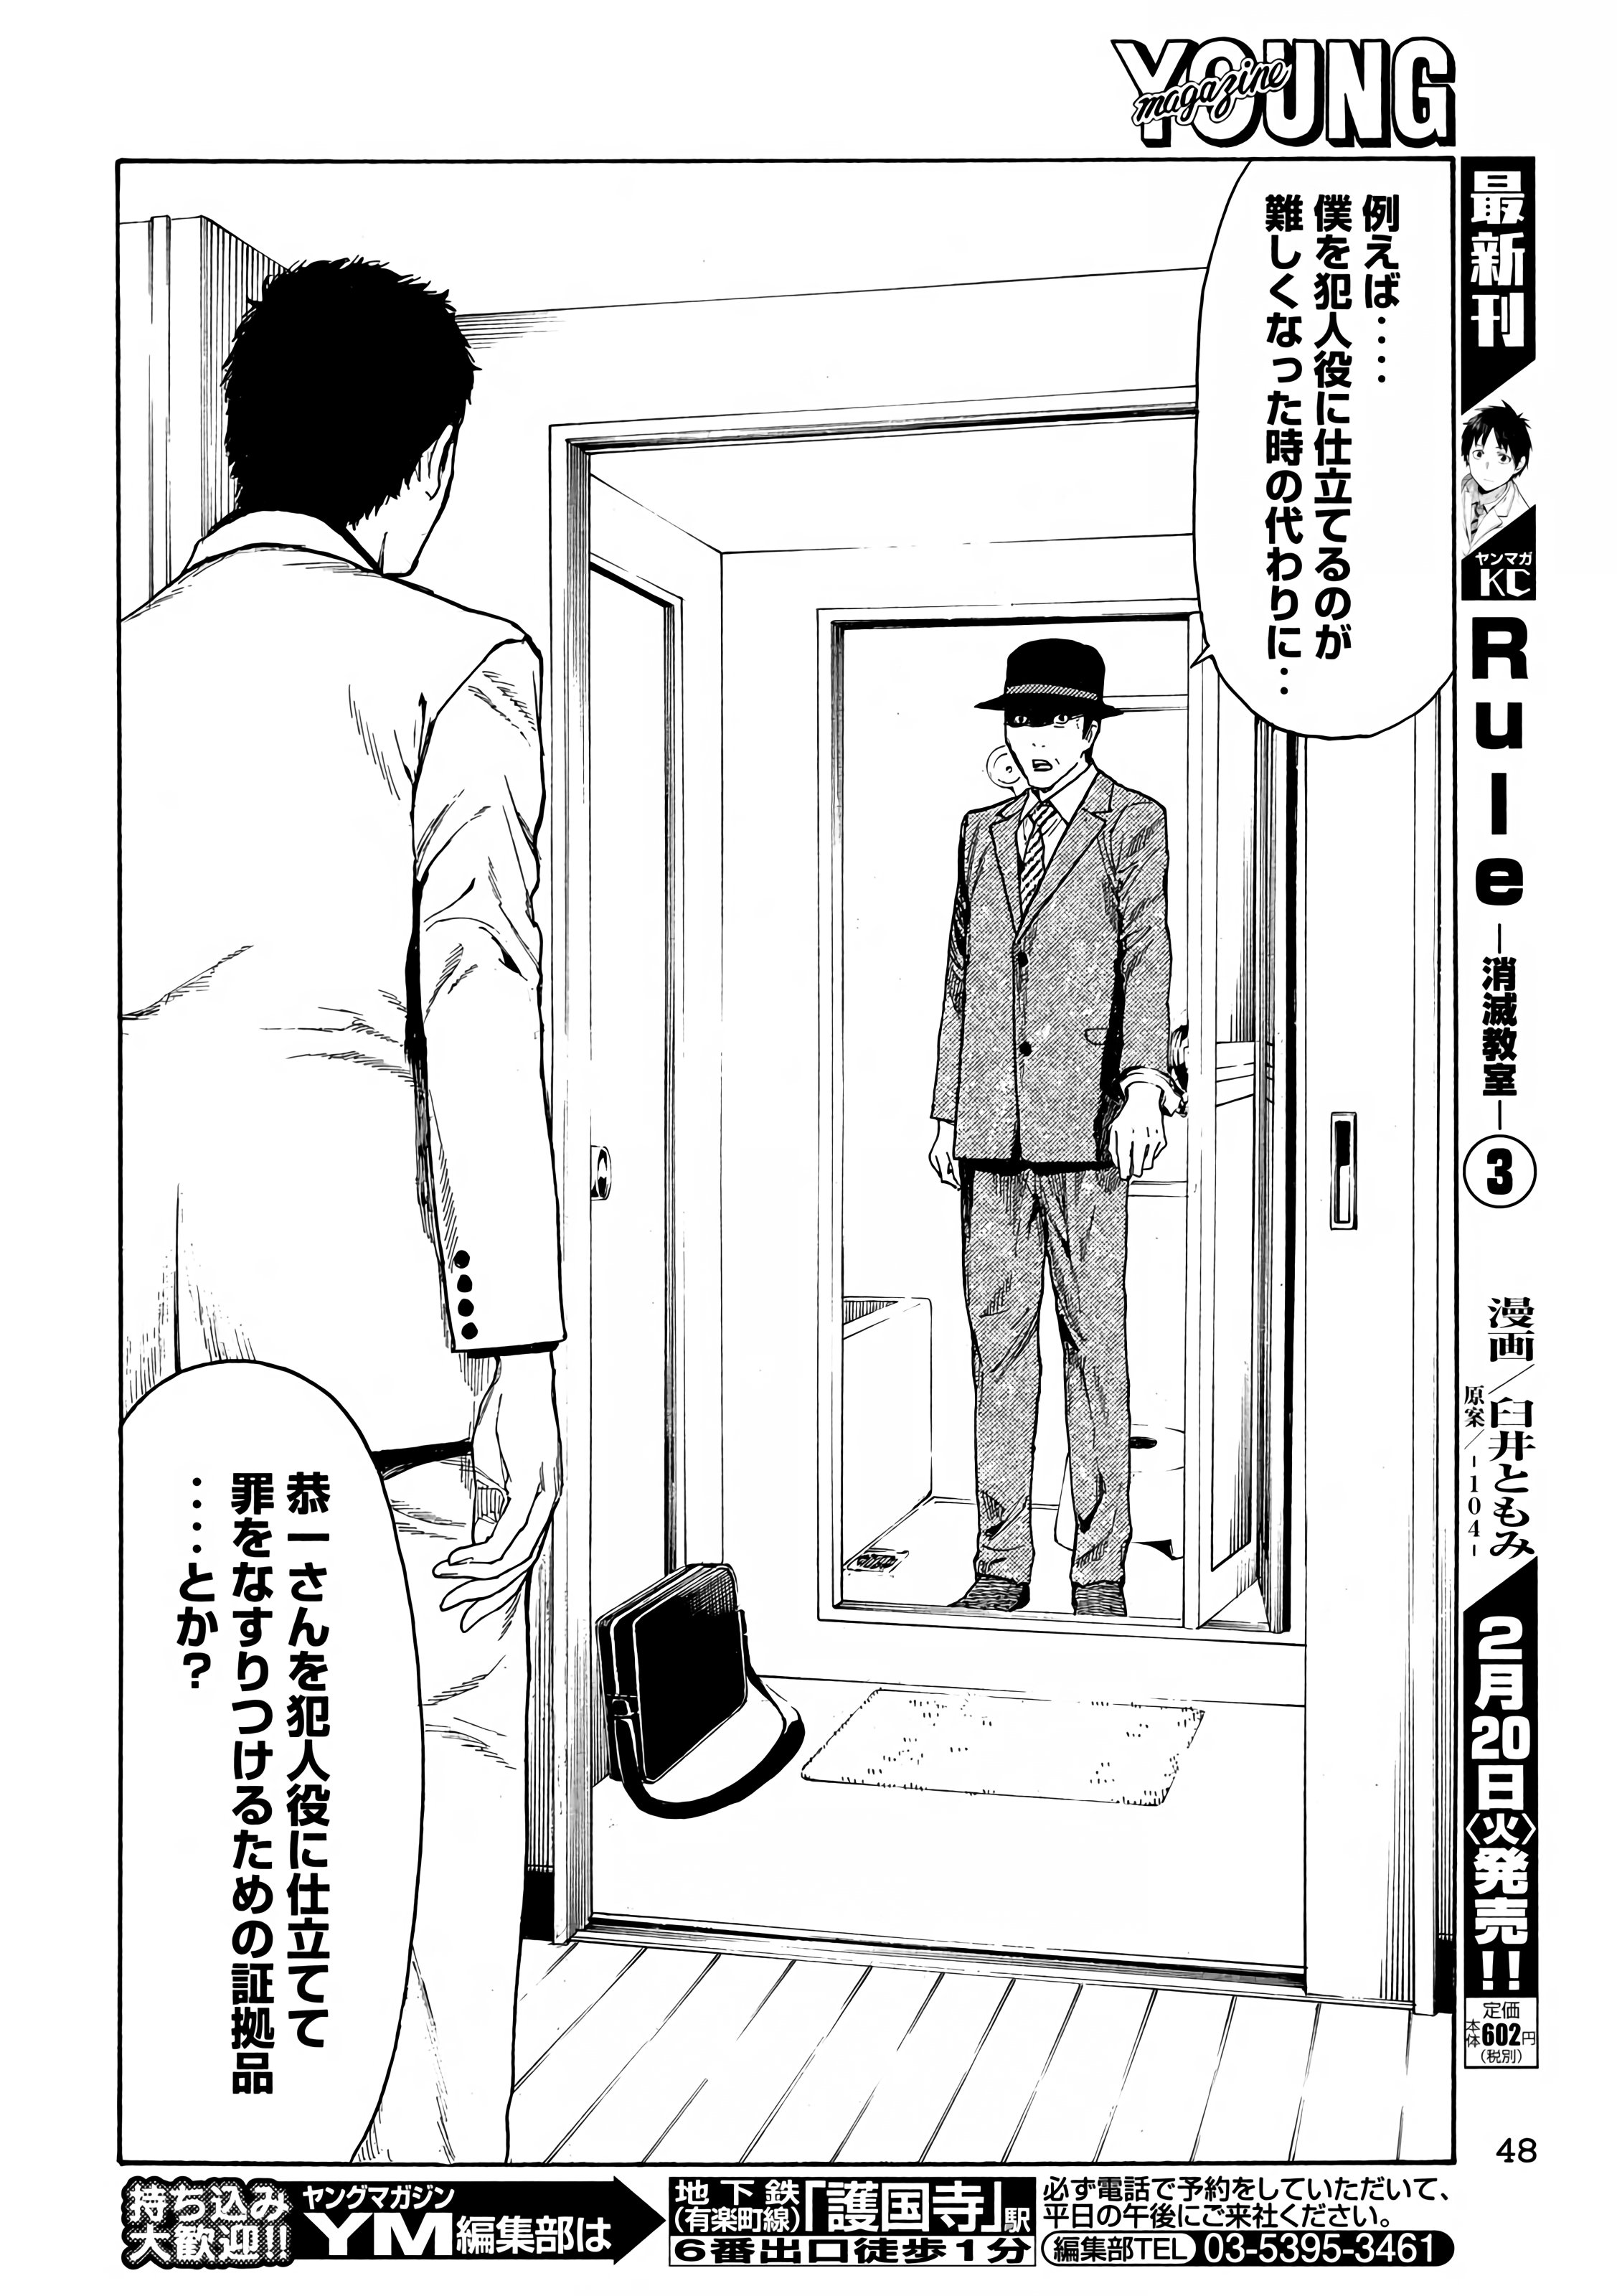 YOUNG
magazine
例えば‥‥
僕を犯人役に仕立てるのが
難しくなった時の代わりに‥
恭一さんを犯人役に仕立てて
罪をなすりつけるための証拠品
‥‥とか？
最新刊
ヤンマガ
KC
Rule
―消滅教室―
③
漫画／臼井ともみ
原案／-104-
2月20日〈火〉発売!!
定価
本体602円
(税別)
48
持ち込み
大歓迎!!
ヤングマガジン
YM編集部は
地下鉄
(有楽町線)
「護国寺」駅
6番出口徒歩1分
必ず電話で予約をしていただいて、
平日の午後にご来社ください。
編集部TEL 03-5395-3461